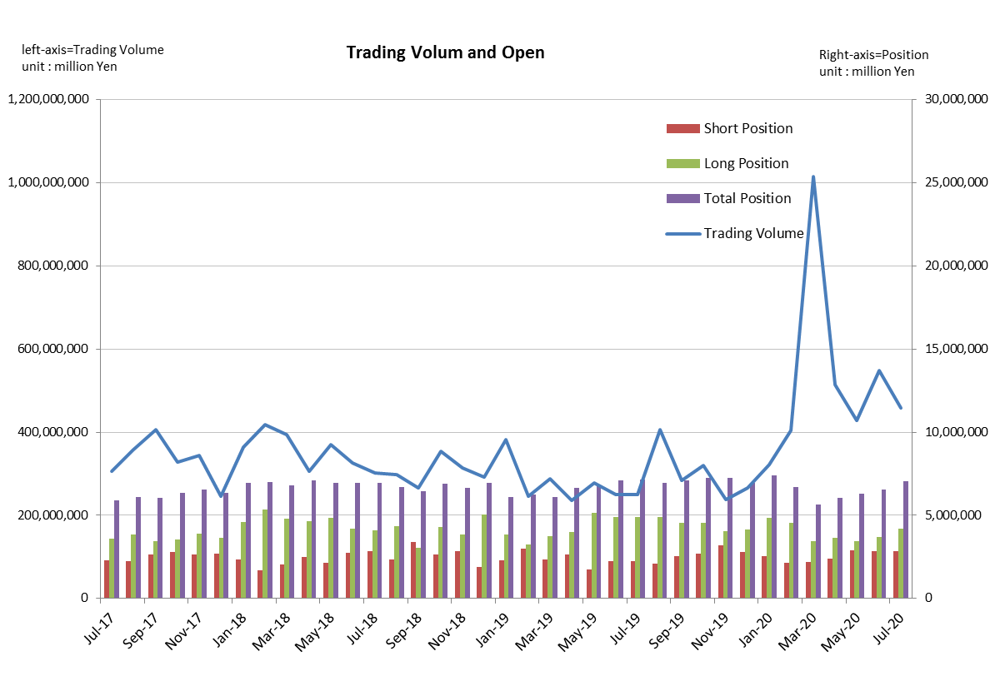 left-axis=Trading Volume
unit : million Yen
Trading Volum and Open
Right-axis=Position
unit : million Yen
1,200,000,000
1,000,000,000
800,000,000
600,000,000
400,000,000
200,000,000
0
30,000,000
25,000,000
20,000,000
15,000,000
10,000,000
5,000,000
0
Short Position
Long Position
Total Position
Trading Volume
Jul-17
Sep-17
Nov-17
Jan-18
Mar-18
May-18
Jul-18
Sep-18
Nov-18
Jan-19
Mar-19
May-19
Jul-19
Sep-19
Nov-19
Jan-20
Mar-20
May-20
Jul-20